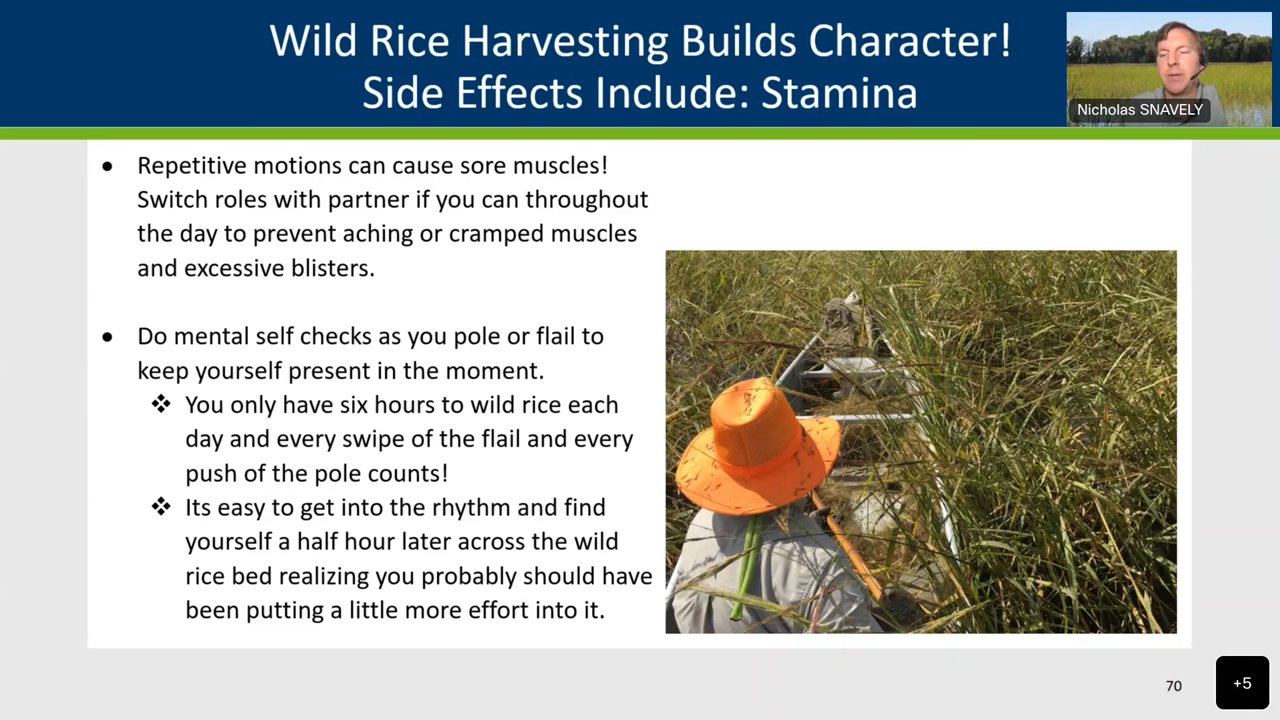 Wild Rice Harvesting Builds Character!
Side Effects Include: Stamina
Nicholas SNAVELY
● Repetitive motions can cause sore muscles!
Switch roles with partner if you can throughout
the day to prevent aching or cramped muscles
and excessive blisters.
● Do mental self checks as you pole or flail to
keep yourself present in the moment.
❖ You only have six hours to wild rice each
day and every swipe of the flail and every
push of the pole counts!
❖ Its easy to get into the rhythm and find
yourself a half hour later across the wild
rice bed realizing you probably should have
been putting a little more effort into it.
70
+5